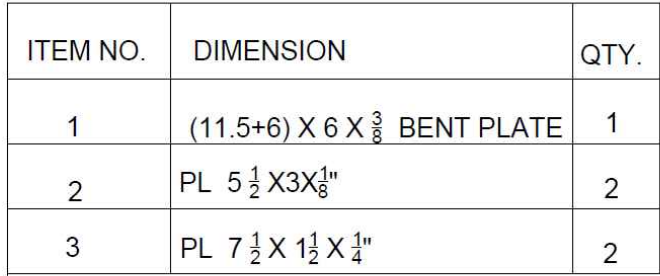 ITEM NO. DIMENSION QTY.
1 (11.5+6) X 6 X 3/8 BENT PLATE 1
2 PL 5 1/2 X3X1/8" 2
3 PL 7 1/2 X 1 1/2 X 1/4" 2